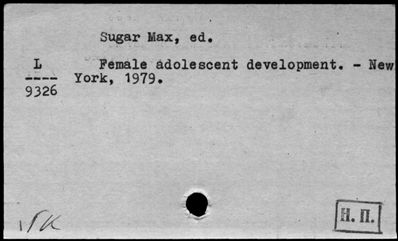 Sugar Max, ed.
L Female adolescent development. - New
----
9326 York, 1979.
Н. П.